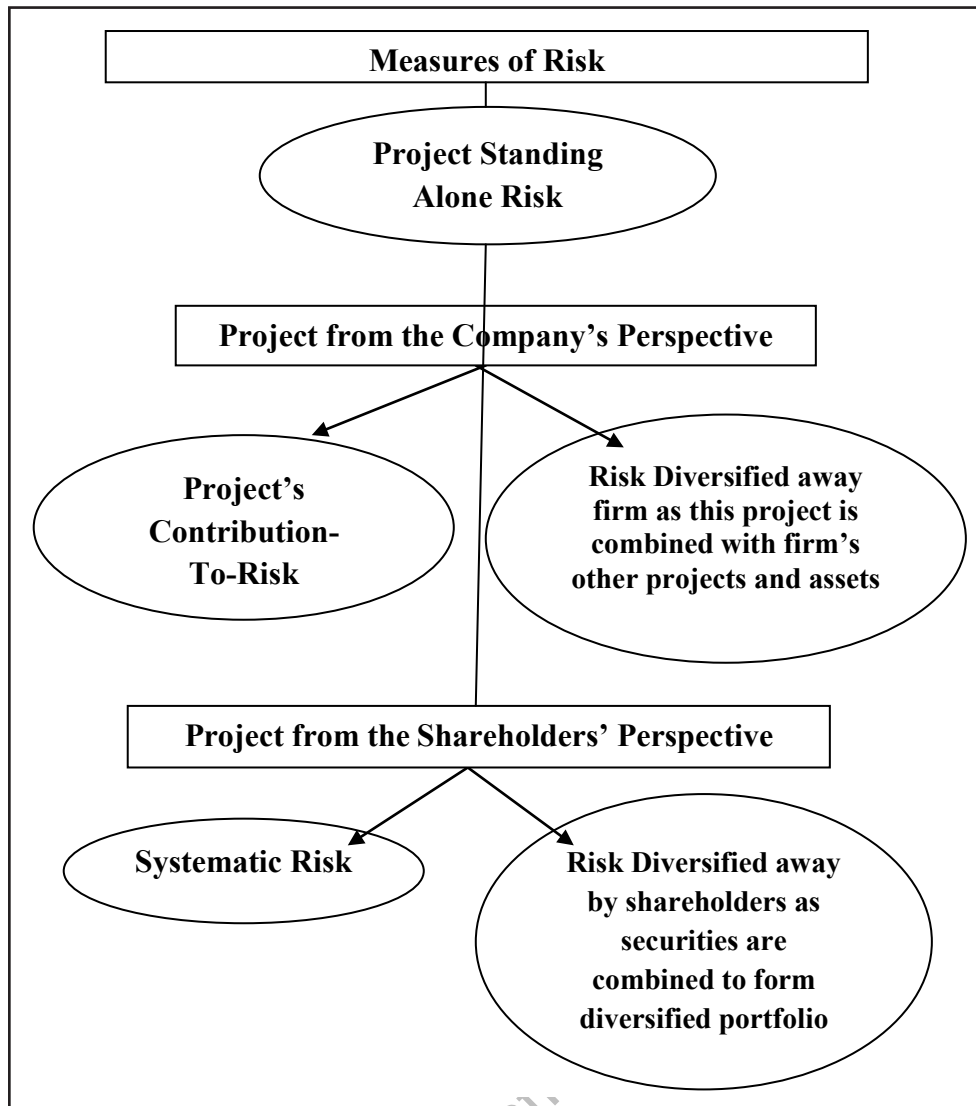 Measures of Risk
Project Standing
Alone Risk
Project from the Company’s Perspective
Project’s
Contribution-
To-Risk
Risk Diversified away
firm as this project is
combined with firm’s
other projects and assets
Project from the Shareholders’ Perspective
Systematic Risk
Risk Diversified away
by shareholders as
securities are
combined to form
diversified portfolio